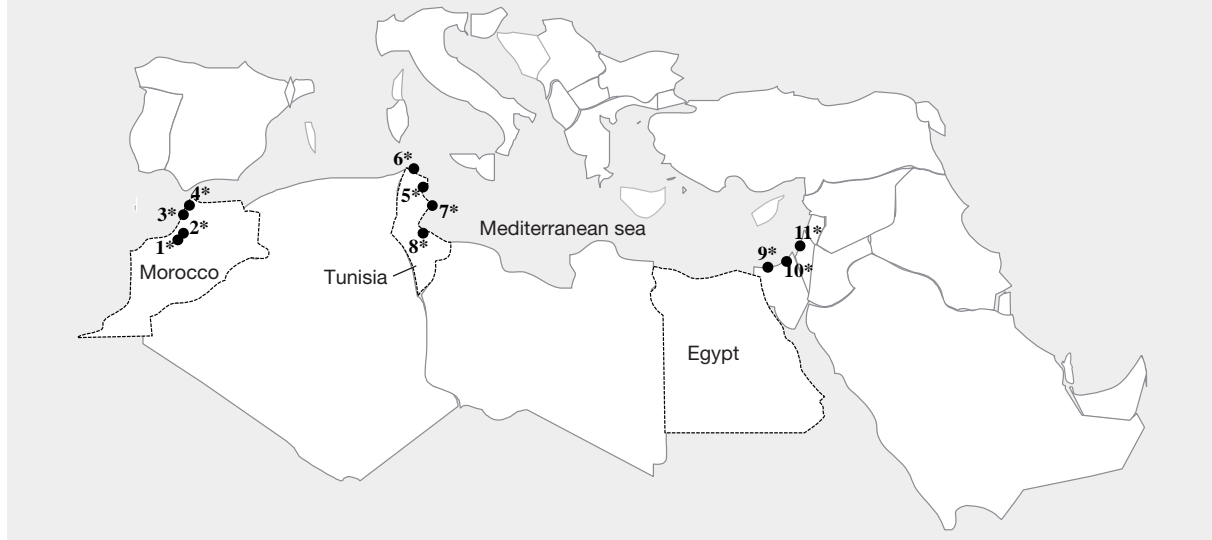 6*
4*
5*
3*
7*
2*
Mediterranean sea
11*
1*
8*
9*
10*
Morocco
Tunisia
Egypt